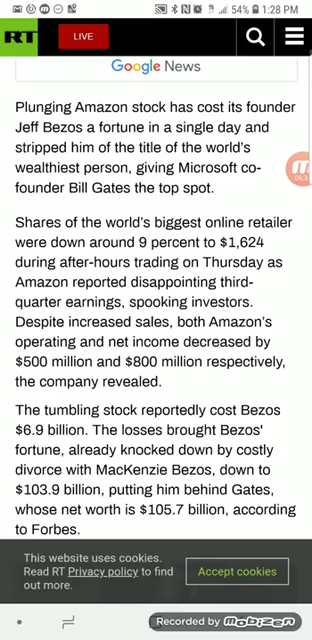 54% 1:28 PM
RT LIVE
Google News
Plunging Amazon stock has cost its founder
Jeff Bezos a fortune in a single day and
stripped him of the title of the world's
wealthiest person, giving Microsoft co-
founder Bill Gates the top spot.
Shares of the world's biggest online retailer
were down around 9 percent to $1,624
during after-hours trading on Thursday as
Amazon reported disappointing third-
quarter earnings, spooking investors.
Despite increased sales, both Amazon's
operating and net income decreased by
$500 million and $800 million respectively,
the company revealed.
The tumbling stock reportedly cost Bezos
$6.9 billion. The losses brought Bezos'
fortune, already knocked down by costly
divorce with MacKenzie Bezos, down to
$103.9 billion, putting him behind Gates,
whose net worth is $105.7 billion, according
to Forbes.
This website uses cookies.
Read RT Privacy policy to find
out more.
Accept cookies
Recorded by mobizen